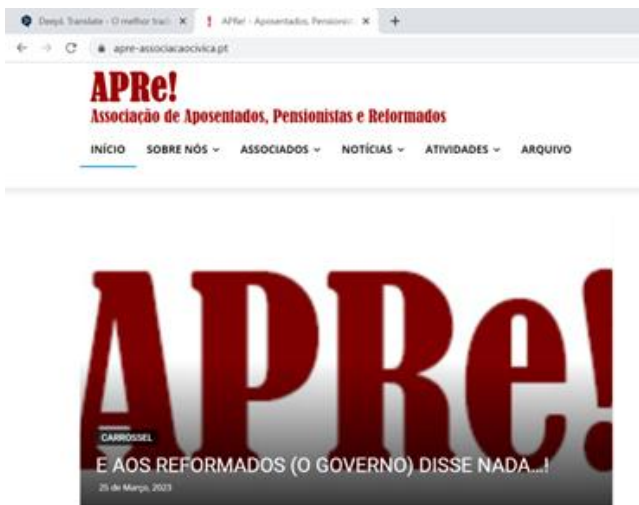 DeepL Translate - O melhor trad
APRe! - Aposentados, Pensionis
apre-associacaocivica.pt
APRe!
Associação de Aposentados, Pensionistas e Reformados
INÍCIO SOBRE NÓS ASSOCIADOS NOTÍCIAS ATIVIDADES ARQUIVO
APRe!
CARROSSEL
E AOS REFORMADOS (O GOVERNO) DISSE NADA...!
25 de Março, 2023